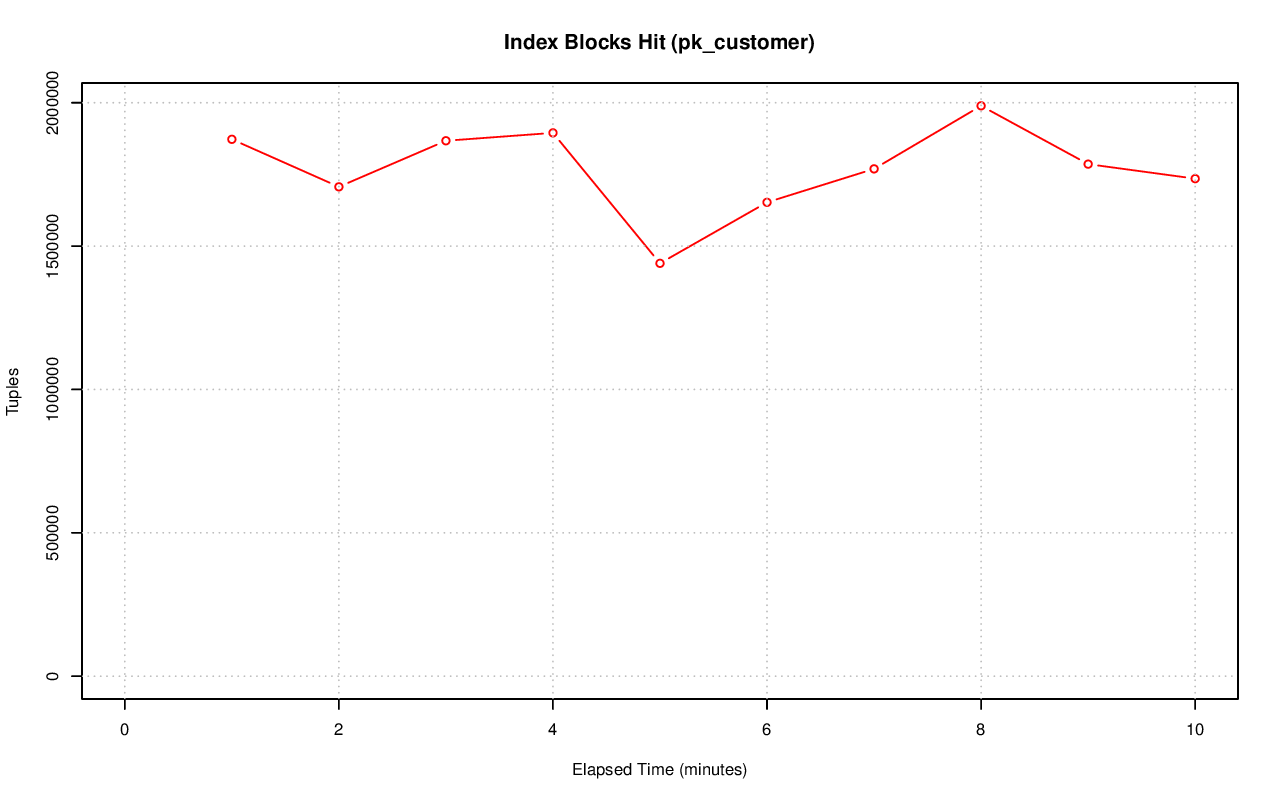 Index Blocks Hit (pk_customer)
Tuples
2000000
1500000
1000000
500000
0
0 2 4 6 8 10
Elapsed Time (minutes)